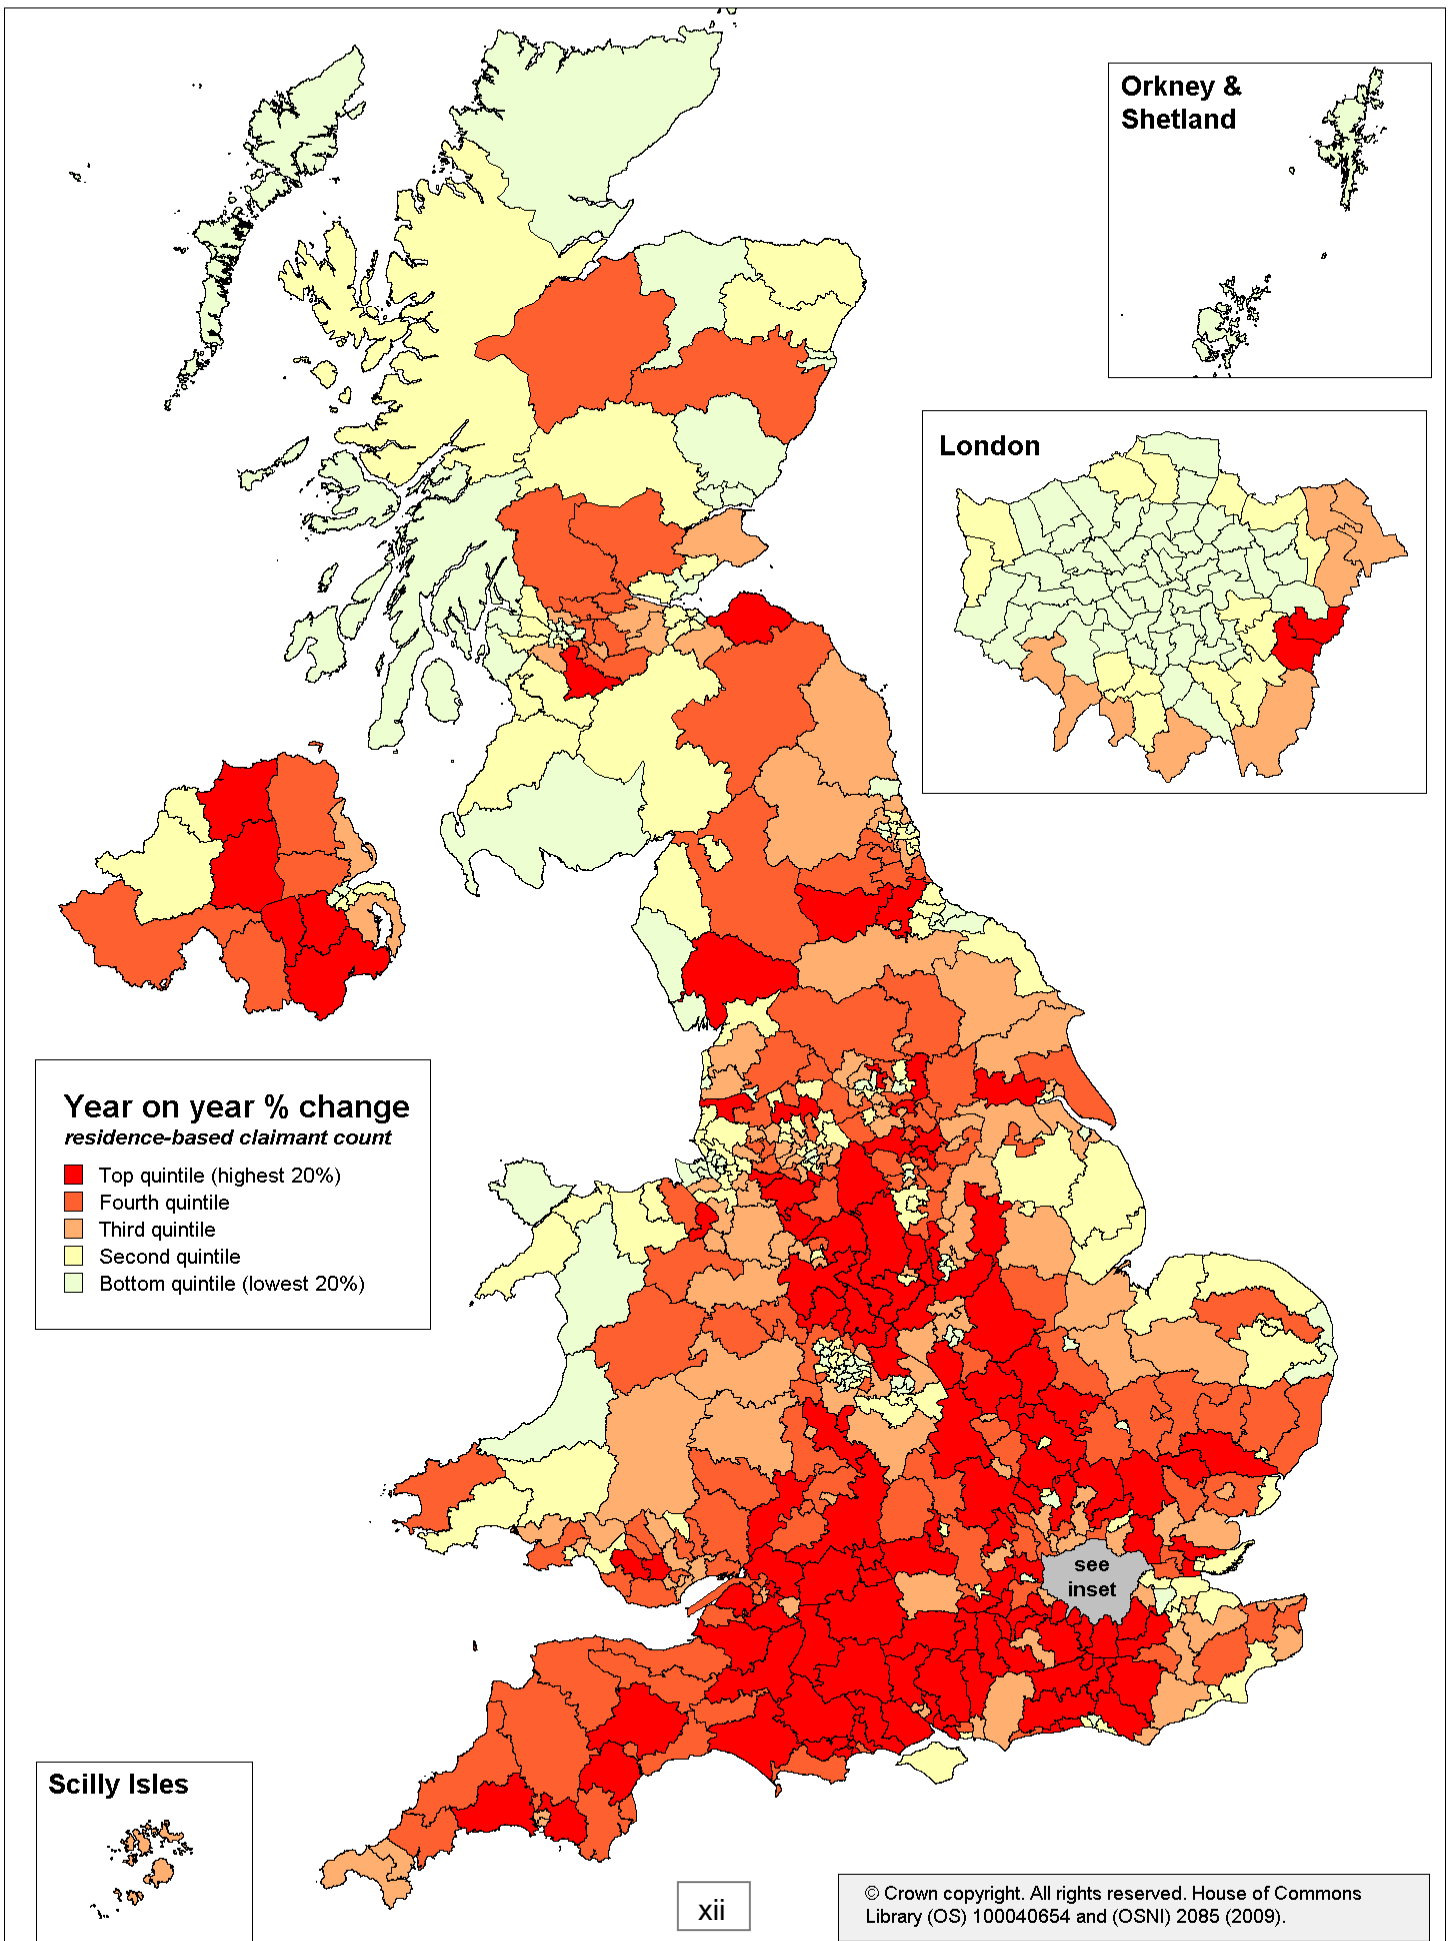 Orkney &
Shetland
London
Year on year % change
residence-based claimant count
Top quintile (highest 20%)
Fourth quintile
Third quintile
Second quintile
Bottom quintile (lowest 20%)
see
inset
Scilly Isles
xii
© Crown copyright. All rights reserved. House of Commons
Library (OS) 100040654 and (OSNI) 2085 (2009).